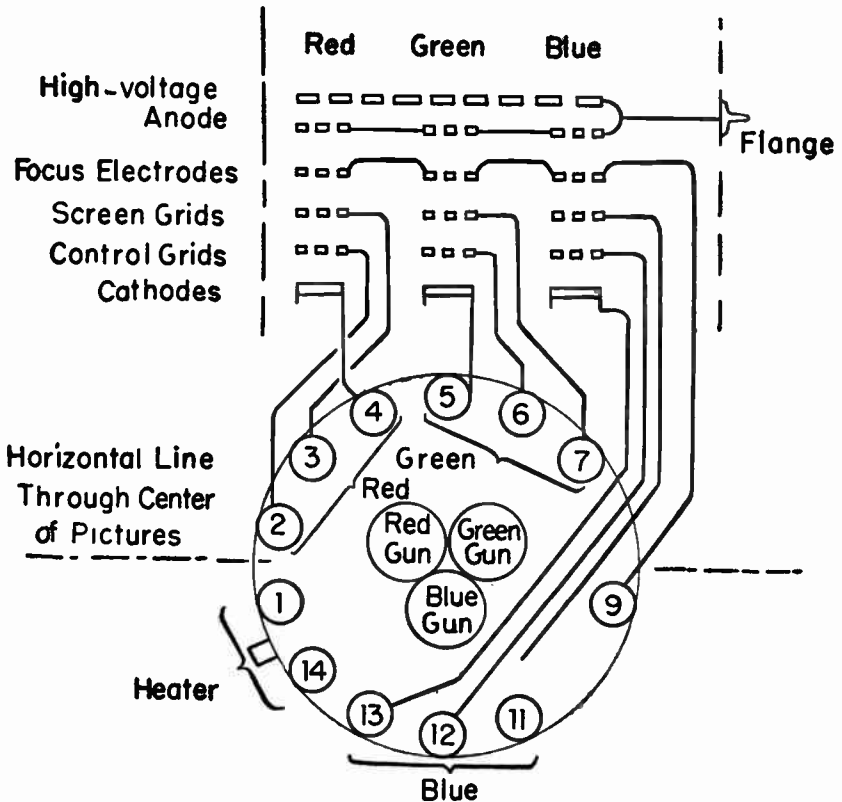 Red Green Blue
High-voltage
Anode
Flange
Focus Electrodes
Screen Grids
Control Grids
Cathodes
5
4 6
3 Green 7
Horizontal Line
Through Center
of Pictures
Red
2
Red
Gun
Green
Gun
Blue
Gun
1 9
14
Heater
13 12 11
Blue